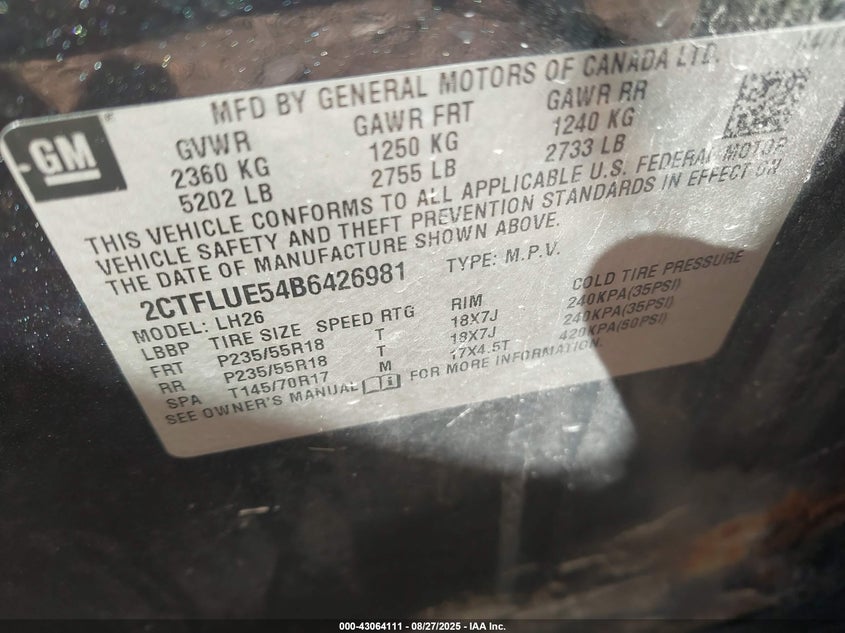 MFD BY GENERAL MOTORS OF CANADA LTD.
GM
GVWR GAWR FRT GAWR RR
2360 KG 1250 KG 1240 KG
5202 LB 2755 LB 2733 LB
THIS VEHICLE CONFORMS TO ALL APPLICABLE U.S. FEDERAL MOTOR
VEHICLE SAFETY AND THEFT PREVENTION STANDARDS IN EFFECT ON
THE DATE OF MANUFACTURE SHOWN ABOVE.
2CTFLUE54B6426981 TYPE: M.P.V.
MODEL: LH26
LBBP TIRE SIZE SPEED RTG RIM COLD TIRE PRESSURE
FRT P235/55R18 T 18X7J 240KPA(35PSI)
RR P235/55R18 T 18X7J 240KPA(35PSI)
SPA T145/70R17 M 17X4.5T 420KPA(60PSI)
SEE OWNER'S MANUAL FOR MORE INFORMATION.
000-43064111 - 08/27/2025 - IAA Inc.